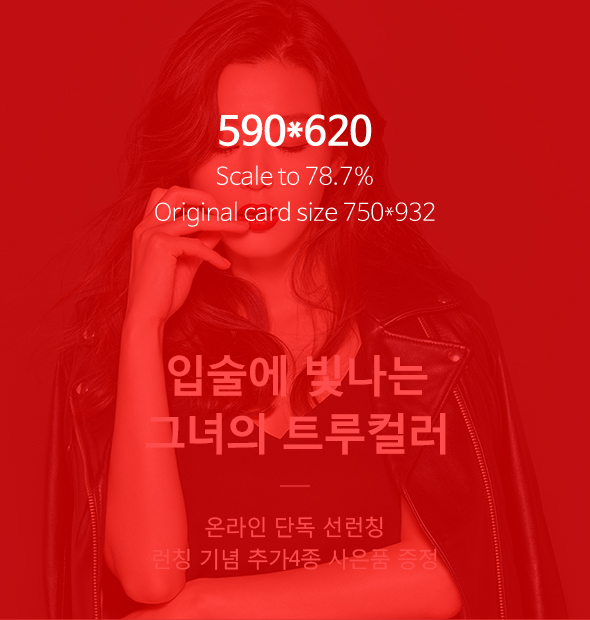 590*620
Scale to 78.7%
Original card size 750*932
입술에 빛나는
그녀의 트루컬러
온라인 단독 선런칭
런칭 기념 추가4종 사은품 증정